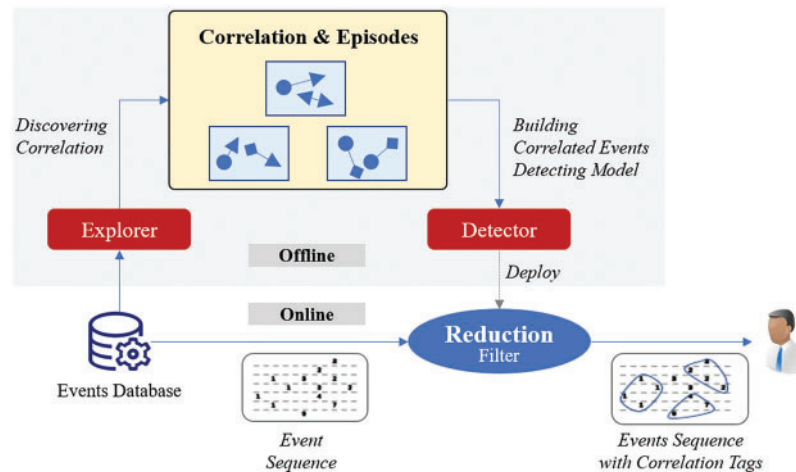 Correlation & Episodes
Discovering
Correlation
Building
Correlated Events
Detecting Model
Explorer
Detector
Offline
Deploy
Online
Reduction
Filter
Events Database
Event
Sequence
Events Sequence
with Correlation Tags